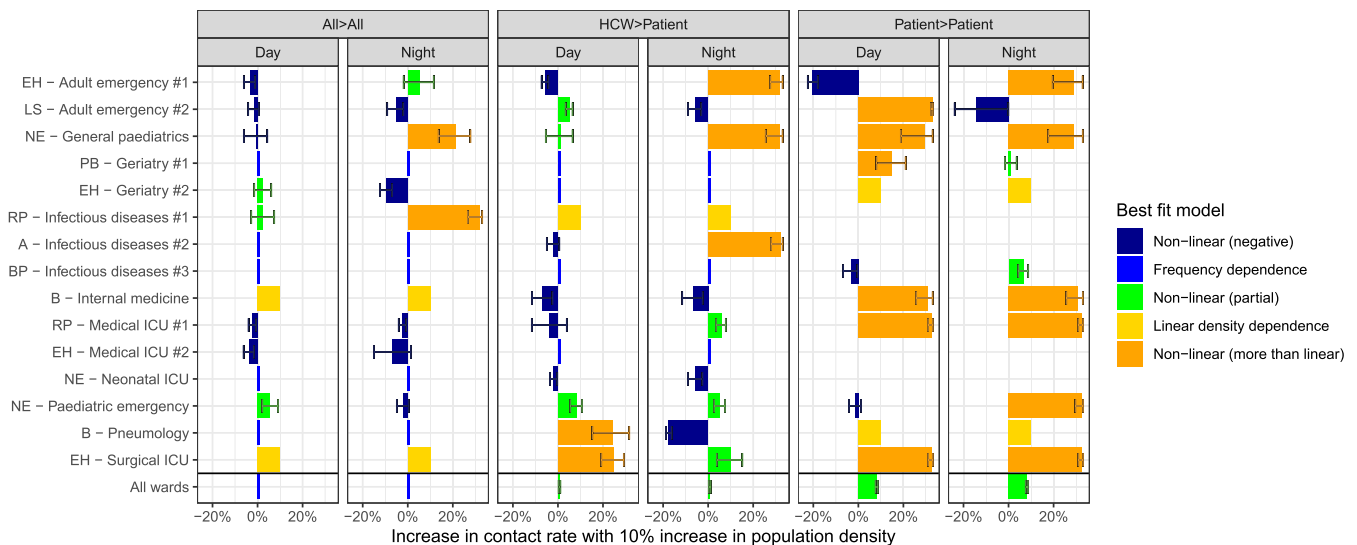 All>All HCW>Patient Patient>Patient
Day Night Day Night Day Night
EH − Adult emergency #1
LS − Adult emergency #2
NE − General paediatrics
PB − Geriatry #1
EH − Geriatry #2
RP − Infectious diseases #1
A − Infectious diseases #2
BP − Infectious diseases #3
B − Internal medicine
RP − Medical ICU #1
EH − Medical ICU #2
NE − Neonatal ICU
NE − Paediatric emergency
B − Pneumology
EH − Surgical ICU
All wards
−20% 0% 20% −20% 0% 20% −20% 0% 20% −20% 0% 20% −20% 0% 20% −20% 0% 20%
Increase in contact rate with 10% increase in population density
Best fit model
Non−linear (negative)
Frequency dependence
Non−linear (partial)
Linear density dependence
Non−linear (more than linear)